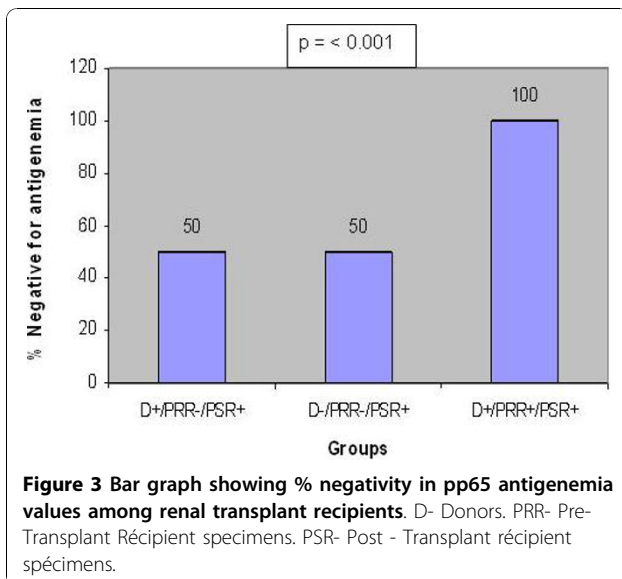 p = < 0.001
120
100
80
60
40
20
0
% Negative for antigenemia
50
50
100
D+/PRR-/PSR+
D-/PRR-/PSR+
D+/PRR+/PSR+
Groups
Figure 3 Bar graph showing % negativity in pp65 antigenemia
values among renal transplant recipients. D- Donors. PRR- Pre-
Transplant Récipient specimens. PSR- Post - Transplant récipient
spécimens.